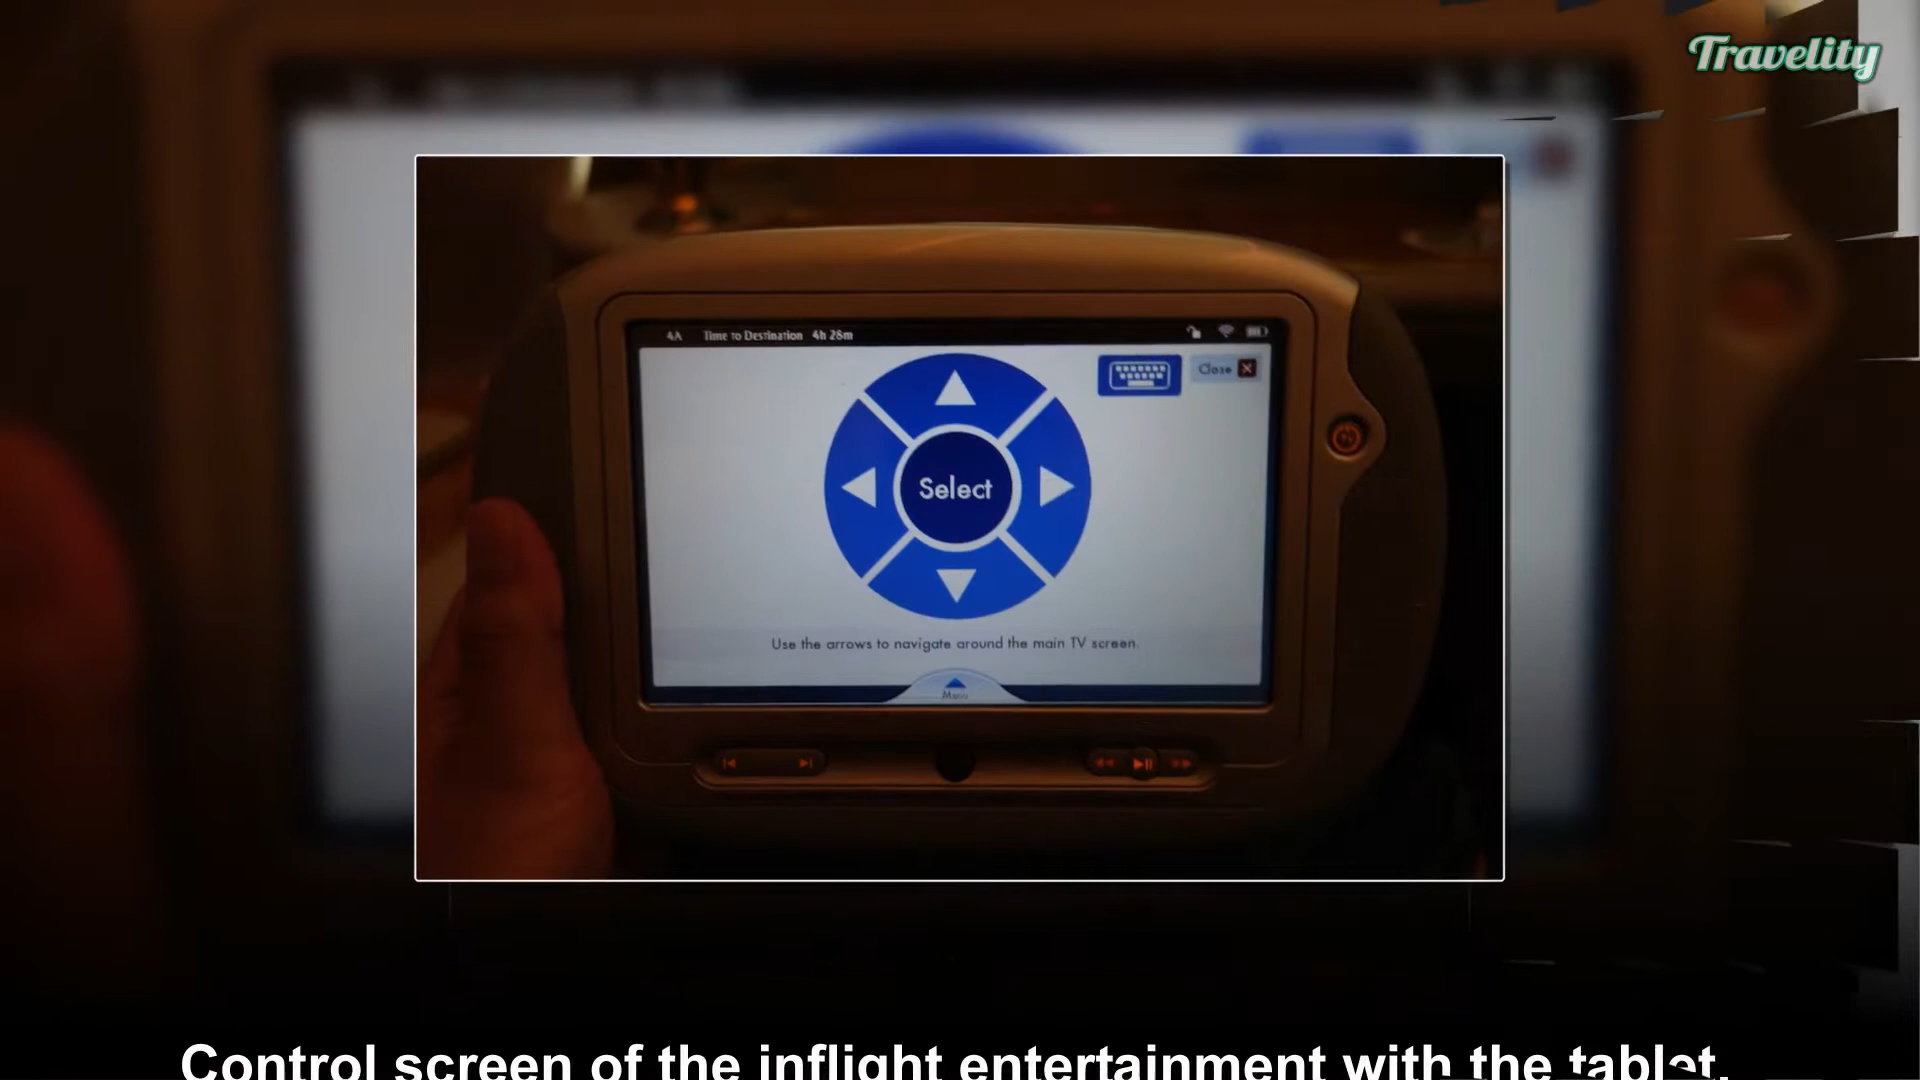 Travelity
4A Time to Destination 4h 28m
Close
Select
Use the arrows to navigate around the main TV screen.
Menu
Control screen of the inflight entertainment with the tablet.